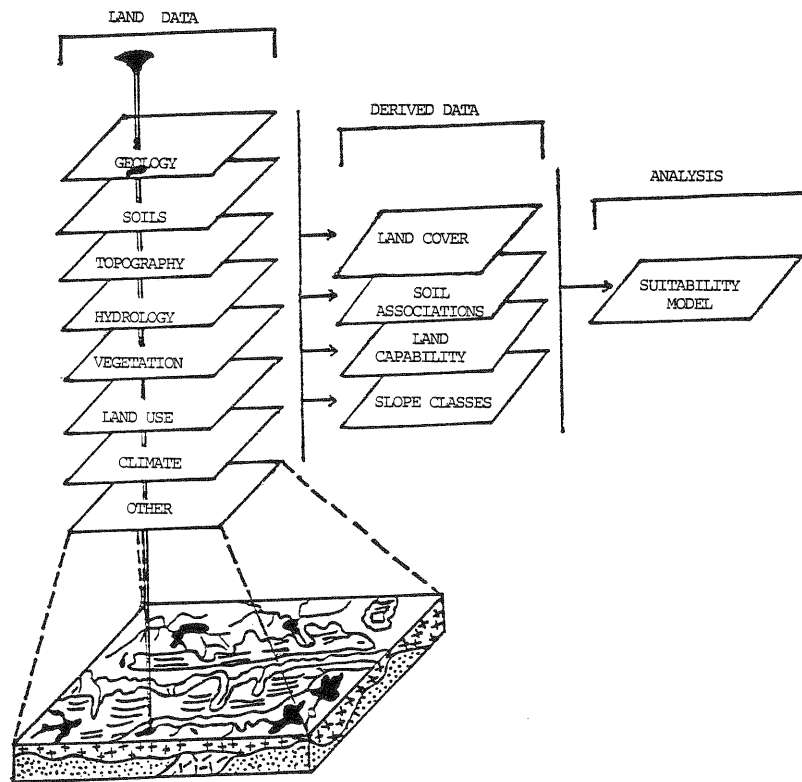 LAND DATA
GEOLOGY
SOILS
TOPOGRAPHY
HYDROLOGY
VEGETATION
LAND USE
CLIMATE
OTHER
DERIVED DATA
LAND COVER
SOIL
ASSOCIATIONS
LAND
CAPABILITY
SLOPE CLASSES
ANALYSIS
SUITABILITY
MODEL